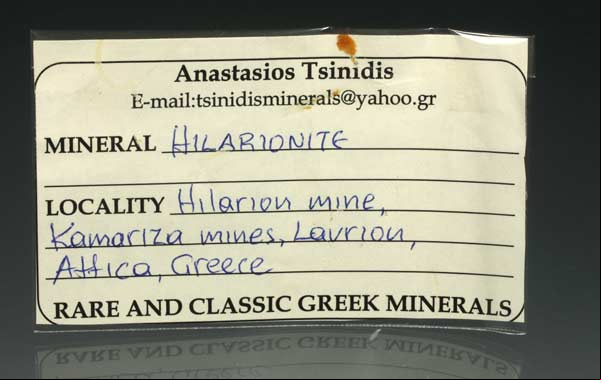 Anastasios Tsinidis
E-mail:tsinidisminerals@yahoo.gr
MINERAL HILARIONITE
LOCALITY Hilarion mine,
Kamariza mines, Lavrion,
Attica, Greece
RARE AND CLASSIC GREEK MINERALS